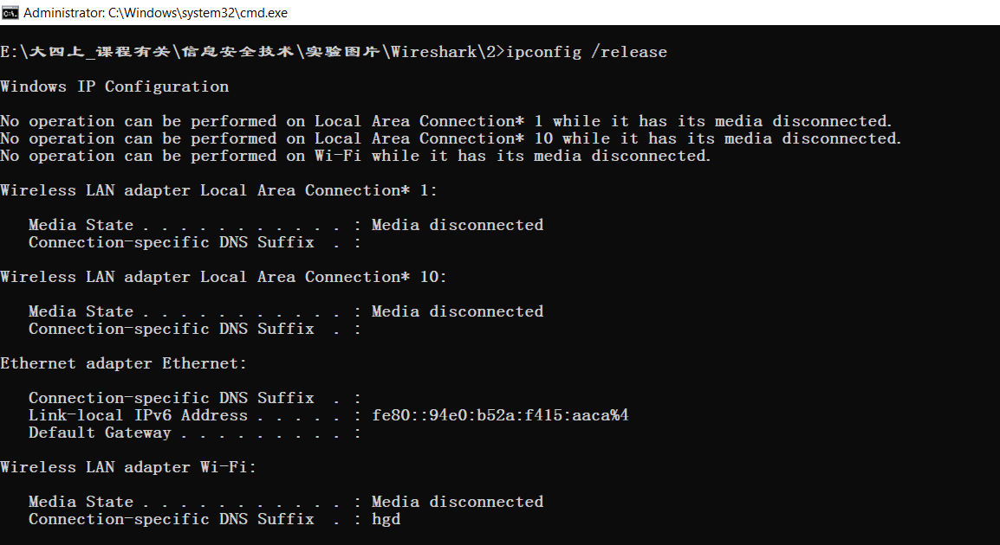 Administrator: C:\Windows\system32\cmd.exe
E:\大四上_课程有关\信息安全技术\实验图片\Wireshark\2>ipconfig /release
Windows IP Configuration
No operation can be performed on Local Area Connection* 1 while it has its media disconnected.
No operation can be performed on Local Area Connection* 10 while it has its media disconnected.
No operation can be performed on Wi-Fi while it has its media disconnected.
Wireless LAN adapter Local Area Connection* 1:
Media State . . . . . . . . . . . : Media disconnected
Connection-specific DNS Suffix  . :
Wireless LAN adapter Local Area Connection* 10:
Media State . . . . . . . . . . . : Media disconnected
Connection-specific DNS Suffix  . :
Ethernet adapter Ethernet:
Connection-specific DNS Suffix  . :
Link-local IPv6 Address . . . . . : fe80::94e0:b52a:f415:aaca%4
Default Gateway . . . . . . . . . :
Wireless LAN adapter Wi-Fi:
Media State . . . . . . . . . . . : Media disconnected
Connection-specific DNS Suffix  . : hgd